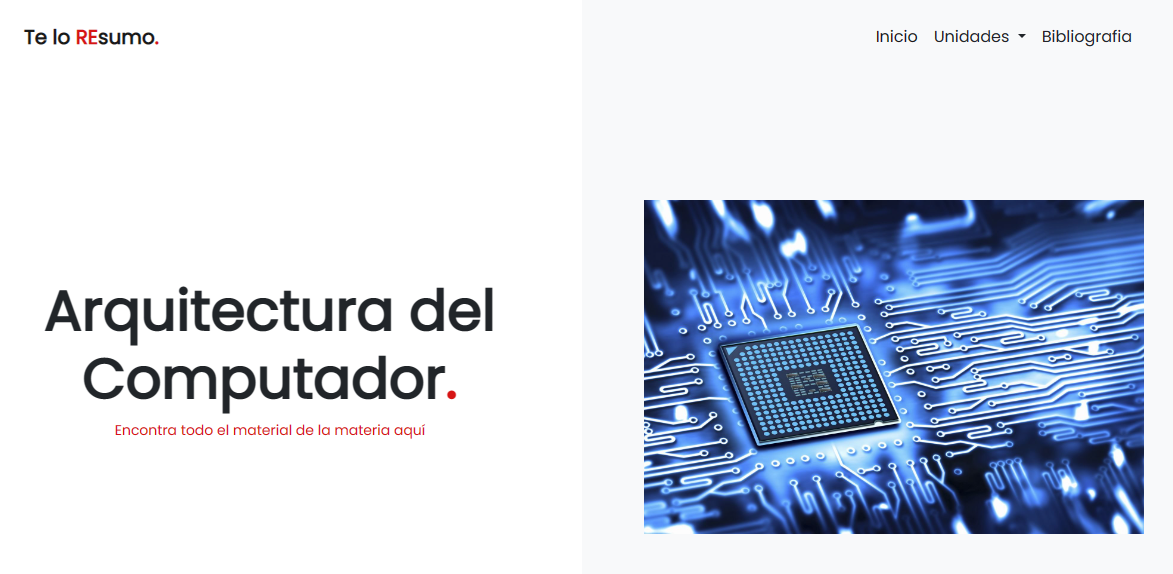 Te lo REsumo.
Inicio Unidades Bibliografia
Arquitectura del
Computador.
Encontra todo el material de la materia aquí